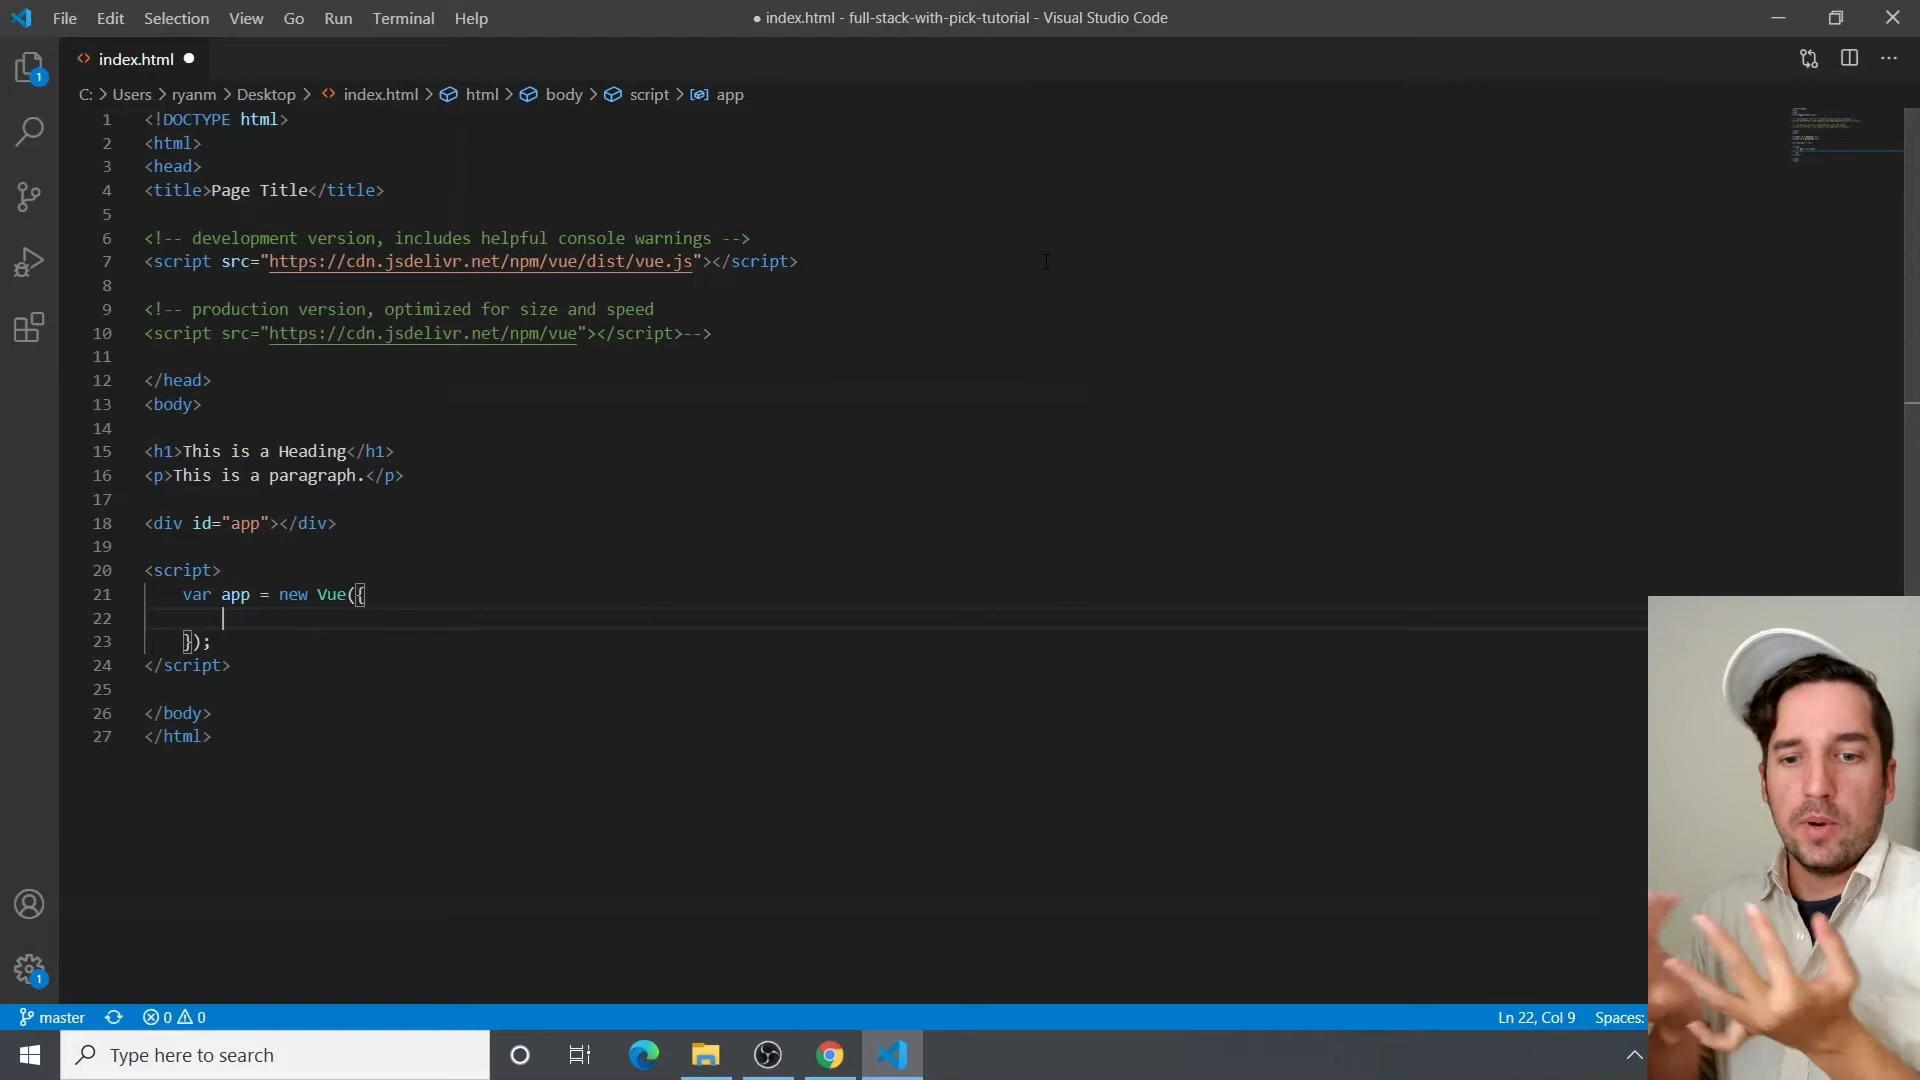 File Edit Selection View Go Run Terminal Help
● index.html - full-stack-with-pick-tutorial - Visual Studio Code
index.html
1
C: > Users > ryanm > Desktop > index.html > html > body > script > app
1 <!DOCTYPE html>
2 <html>
3 <head>
4 <title>Page Title</title>
5
6 <!-- development version, includes helpful console warnings -->
7 <script src="https://cdn.jsdelivr.net/npm/vue/dist/vue.js"></script>
8
9 <!-- production version, optimized for size and speed
10 <script src="https://cdn.jsdelivr.net/npm/vue"></script>-->
11
12 </head>
13 <body>
14
15 <h1>This is a Heading</h1>
16 <p>This is a paragraph.</p>
17
18 <div id="app"></div>
19
20 <script>
21 var app = new Vue({
22
23 });
24 </script>
25
26 </body>
27 </html>
1
master 0 0 Ln 22, Col 9 Spaces:
Type here to search